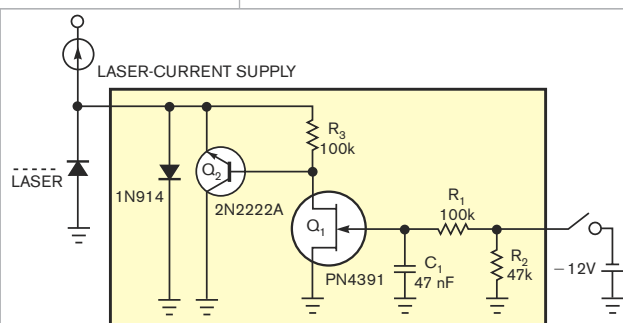 LASER-CURRENT SUPPLY
LASER
1N914
Q2
2N2222A
R3
100k
Q1
PN4391
R1
100k
C1
47 nF
R2
47k
−12V